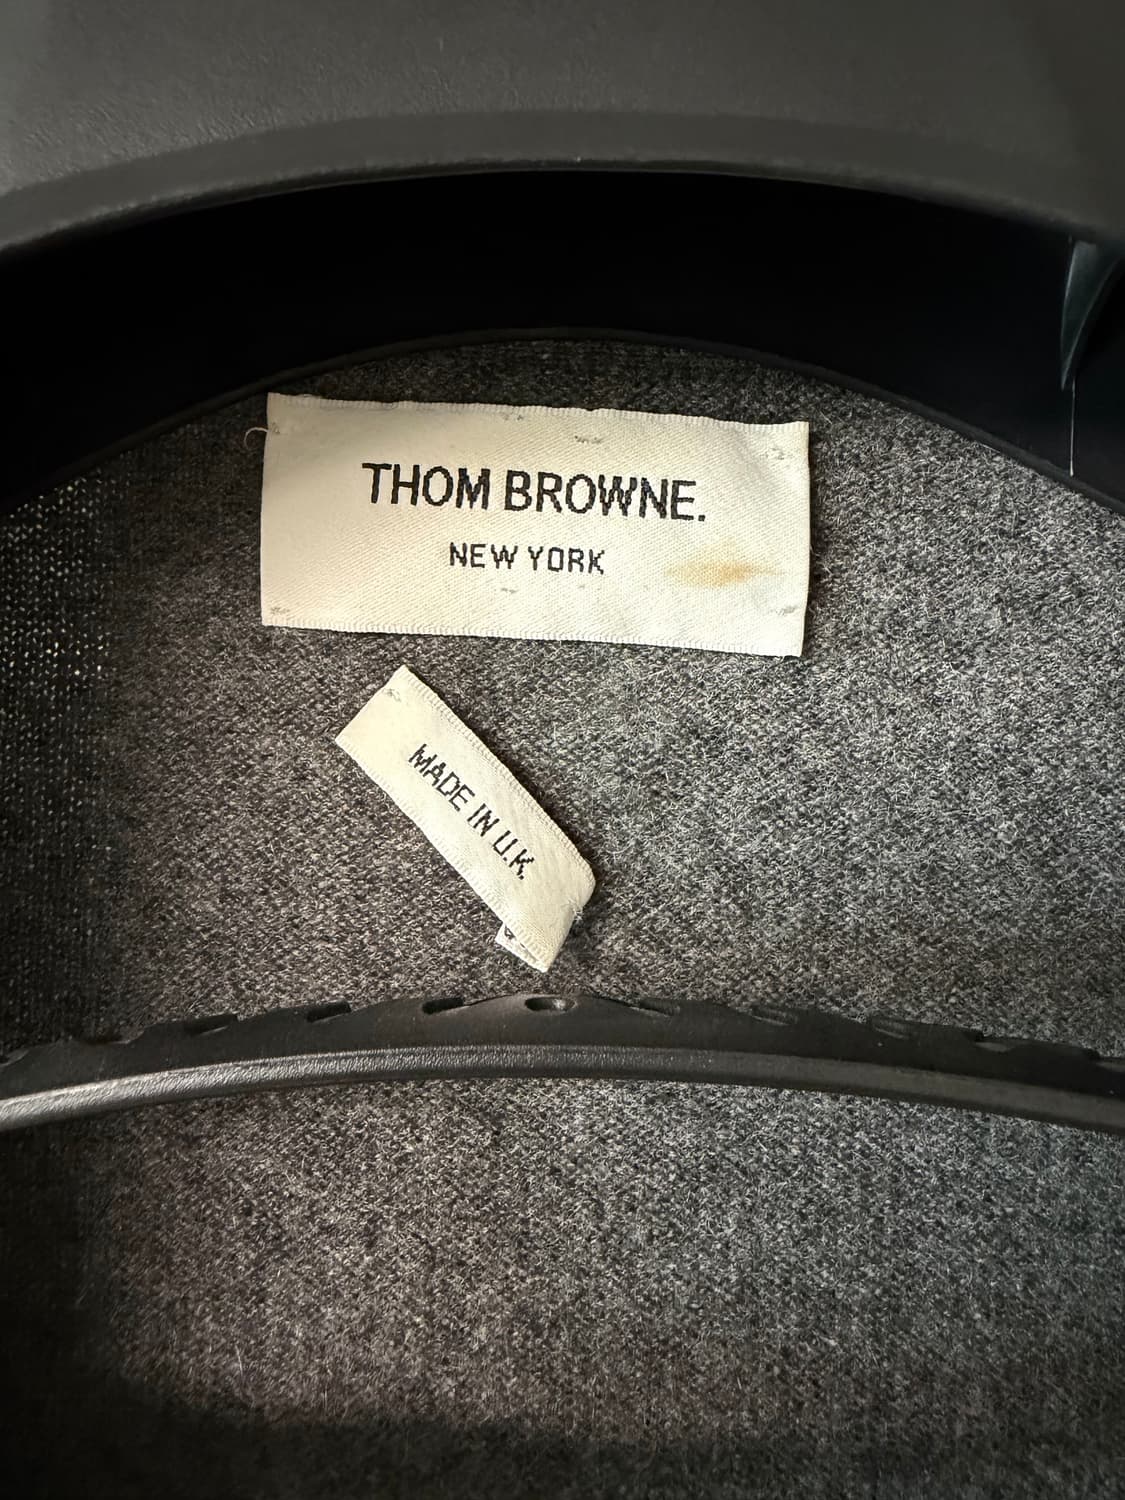 THOM BROWNE.
NEW YORK
MADE IN U.K.